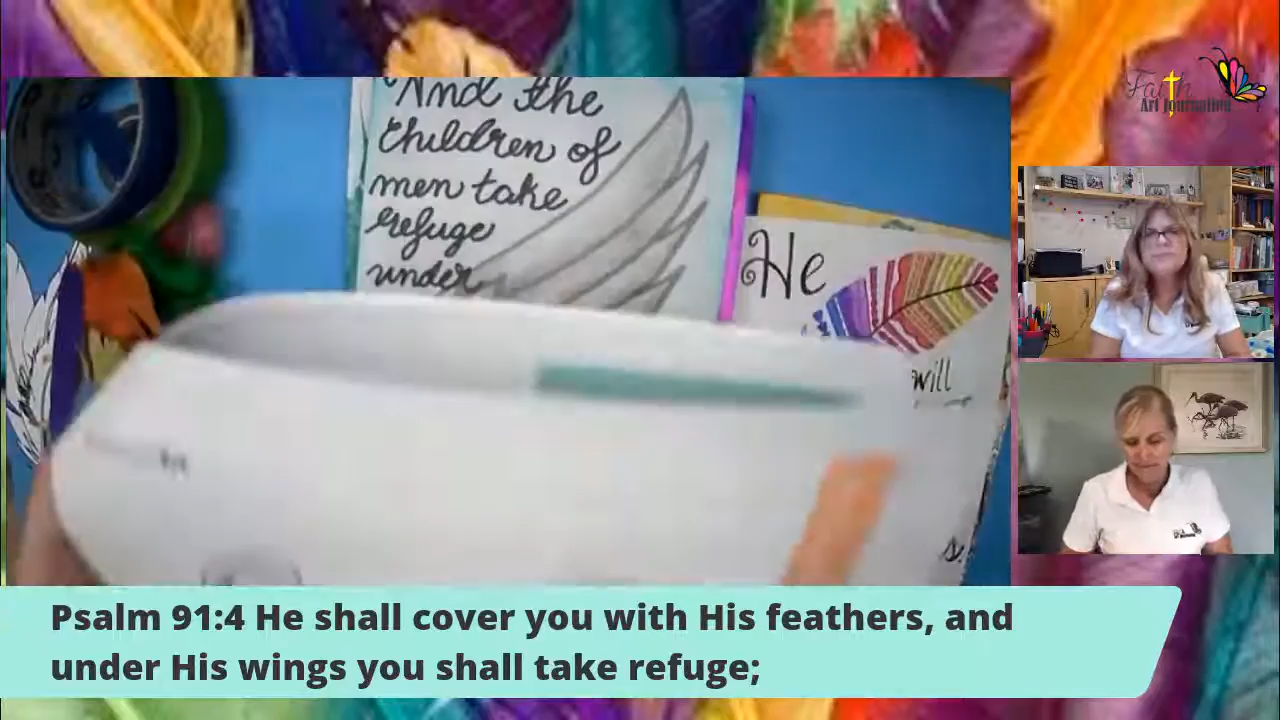 Faith
Art Journaling
And the
children of
men take
refuge
under
He
will
Psalm 91:4 He shall cover you with His feathers, and
under His wings you shall take refuge;